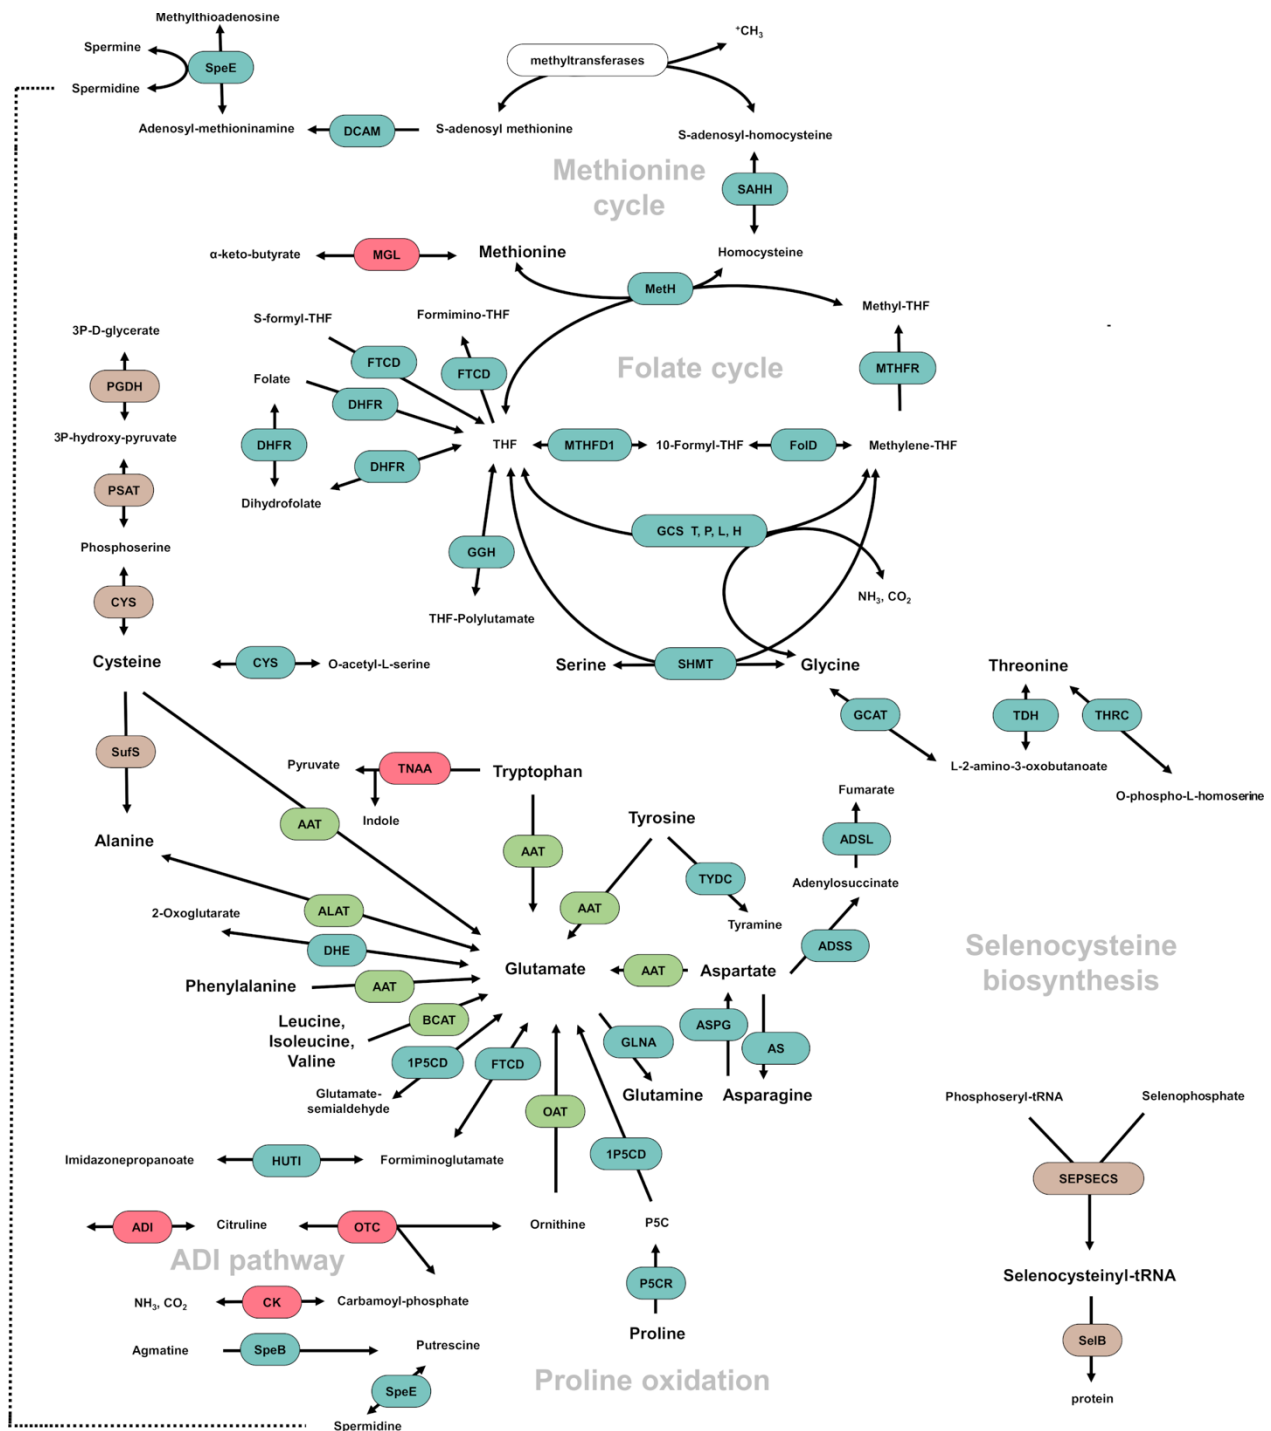 Methylthioadenosine
Spermine
SpeE
Spermidine
Adenosyl-methioninamine
DCAM
S-adenosyl methionine
methyltransferases
⁺CH₃
S-adenosyl-homocysteine
Methionine
cycle
SAHH
α-keto-butyrate
MGL
Methionine
Homocysteine
MetH
Methyl-THF
S-formyl-THF
Formimino-THF
3P-D-glycerate
FTCD
FTCD
Folate cycle
MTHFR
PGDH
Folate
DHFR
3P-hydroxy-pyruvate
DHFR
THF
MTHFD1
10-Formyl-THF
FolD
Methylene-THF
DHFR
PSAT
Dihydrofolate
GCS T, P, L, H
Phosphoserine
GGH
CYS
NH₃, CO₂
THF-Polylutamate
Cysteine
CYS
O-acetyl-L-serine
Serine
SHMT
Glycine
Threonine
GCAT
TDH
THRC
SufS
Pyruvate
TNAA
Tryptophan
L-2-amino-3-oxobutanoate
Fumarate
O-phospho-L-homoserine
Indole
AAT
Tyrosine
Alanine
AAT
ADSL
TYDC
Adenylosuccinate
2-Oxoglutarate
ALAT
AAT
Tyramine
DHE
ADSS
Selenocysteine
biosynthesis
Glutamate
AAT
Aspartate
Phenylalanine
AAT
Leucine,
Isoleucine,
Valine
BCAT
ASPG
GLNA
AS
1P5CD
FTCD
Glutamate-
semialdehyde
Glutamine
Asparagine
OAT
Phosphoseryl-tRNA
Selenophosphate
Imidazonepropanoate
HUTI
Formiminoglutamate
1P5CD
SEPSECS
ADI
Citruline
OTC
Ornithine
P5C
ADI pathway
Selenocysteinyl-tRNA
P5CR
NH₃, CO₂
CK
Carbamoyl-phosphate
Proline
SelB
Agmatine
SpeB
Putrescine
Proline oxidation
SpeE
protein
Spermidine